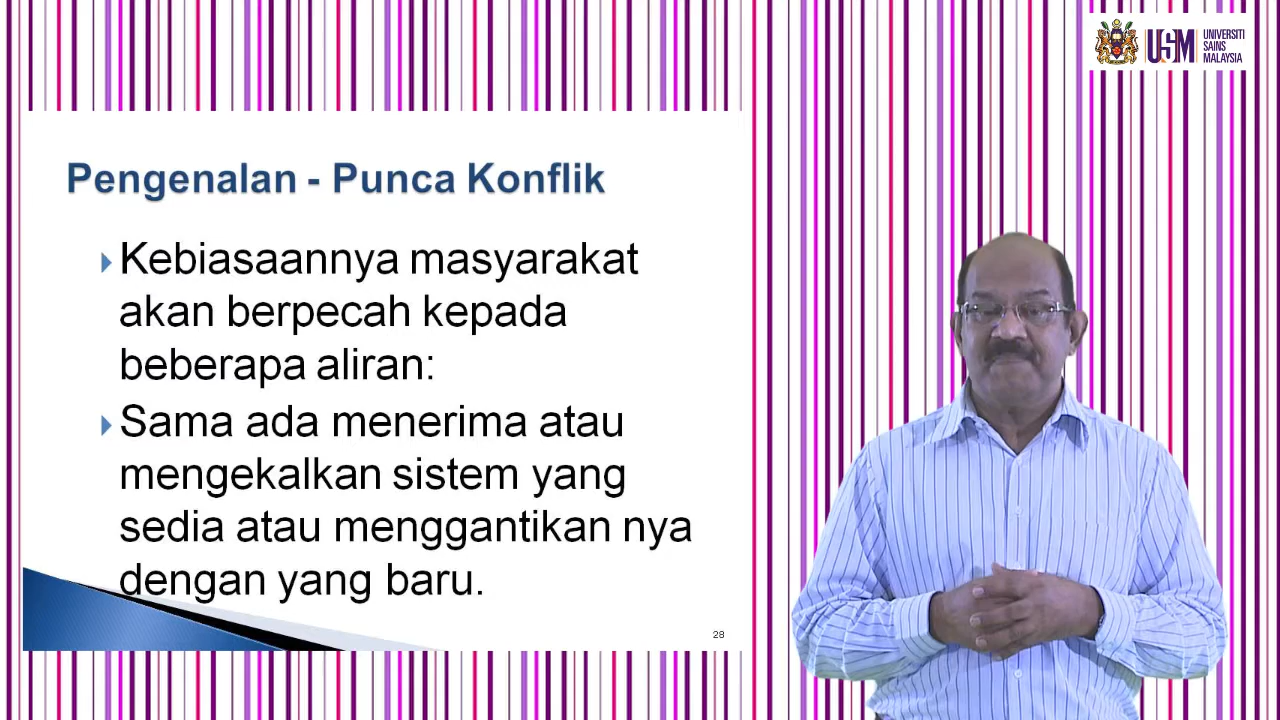 USM
UNIVERSITI
SAINS
MALAYSIA
Pengenalan - Punca Konflik
Kebiasaannya masyarakat
akan berpecah kepada
beberapa aliran:
Sama ada menerima atau
mengekalkan sistem yang
sedia atau menggantikan nya
dengan yang baru.
28